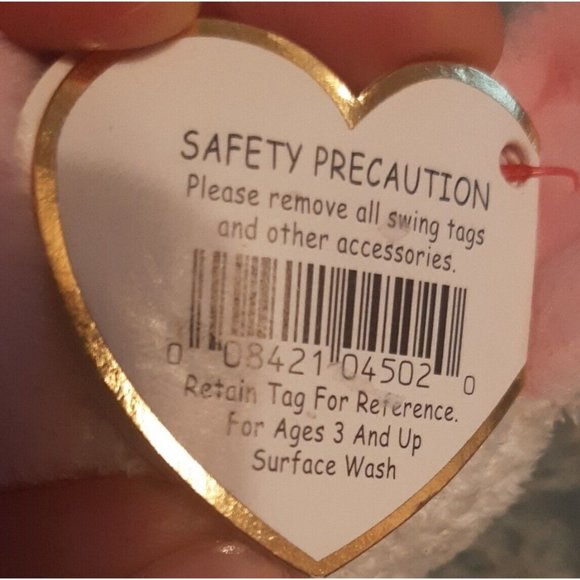 SAFETY PRECAUTION
Please remove all swing tags
and other accessories.
0 08421 04502 0
Retain Tag For Reference.
For Ages 3 And Up
Surface Wash